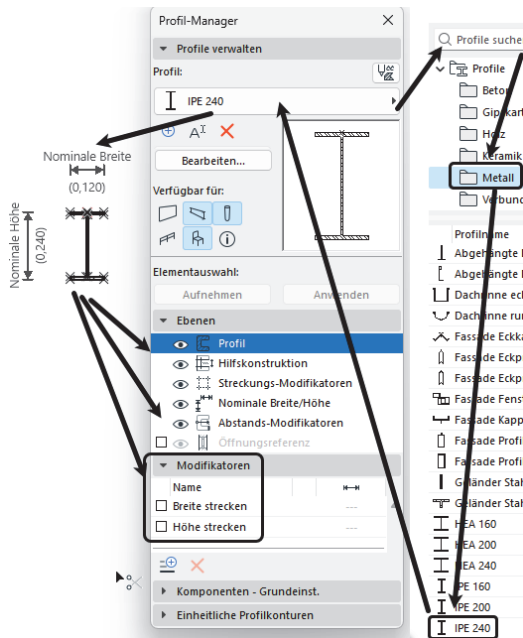 Profil-Manager
Profile verwalten
Profil:
IPE 240
Bearbeiten...
Verfügbar für:
Elementauswahl:
Aufnehmen
Anwenden
Ebenen
Profil
Hilfskonstruktion
Streckungs-Modifikatoren
Nominale Breite/Höhe
Abstands-Modifikatoren
Öffnungsreferenz
Modifikatoren
Name
Breite strecken
---
Höhe strecken
---
Komponenten - Grundeinst.
Einheitliche Profilkonturen
Nominale Breite
(0,120)
Nominale Höhe
(0,240)
Profile suche
Profile
Beto
Gipskart
Holz
Keramik
Metall
Verbund
Profilname
Abgehängte
Abgehängte
Dachrinne eck
Dachrinne run
Fassade Eckka
Fassade Eckp
Fassade Eckp
Fassade Fenst
Fassade Kapp
Fassade Profil
Fassade Profil
Geländer Stah
Geländer Stah
HEA 160
HEA 200
HEA 240
IPE 160
IPE 200
IPE 240